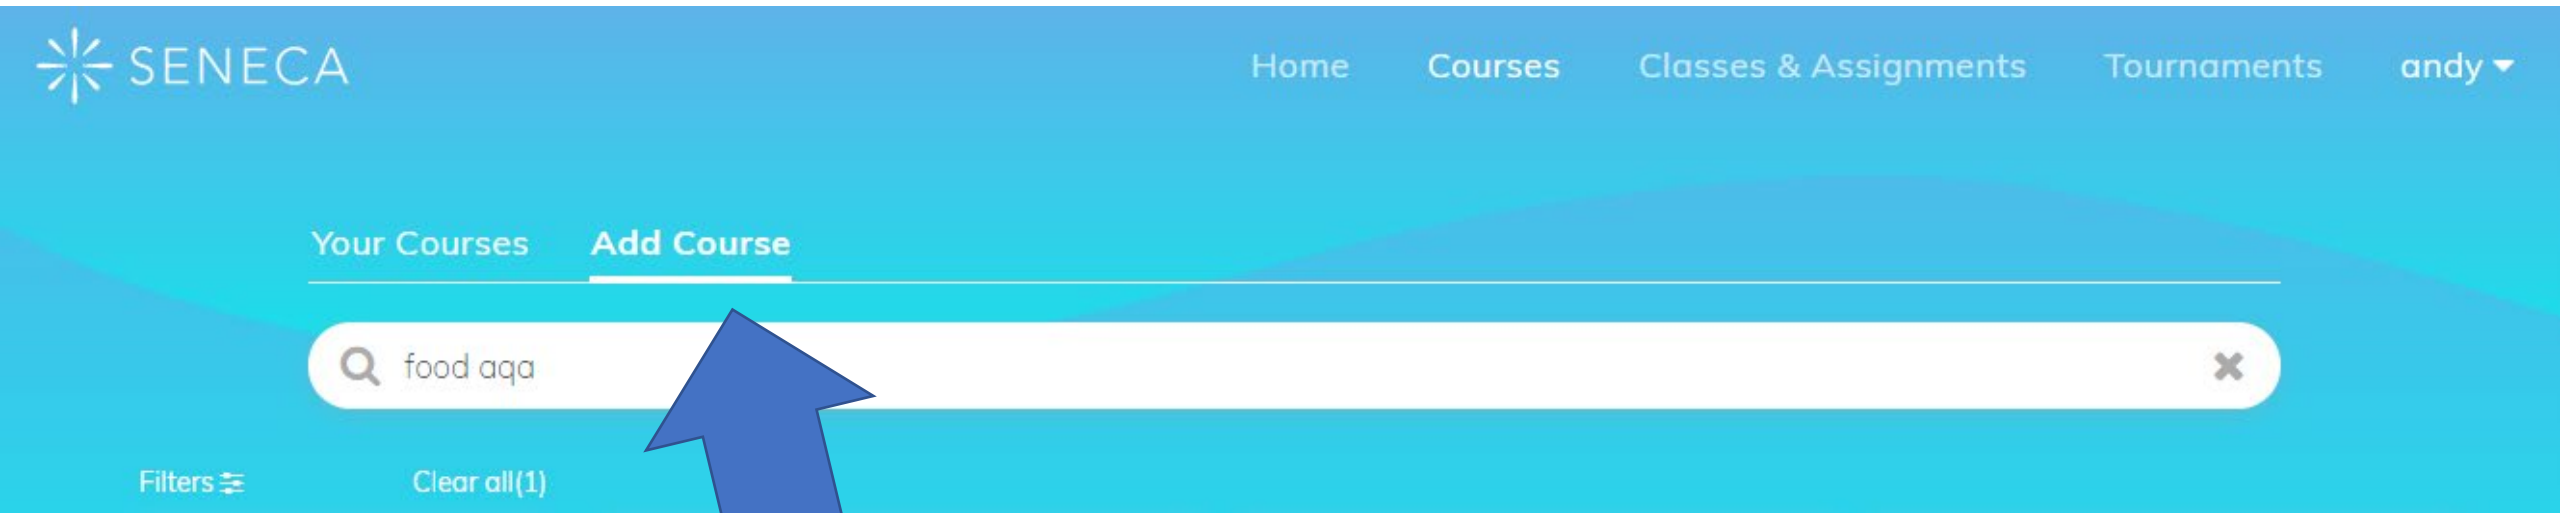 SENECA
Home Courses Classes & Assignments Tournaments andy
Your Courses Add Course
food aqa
Filters Clear all(1)